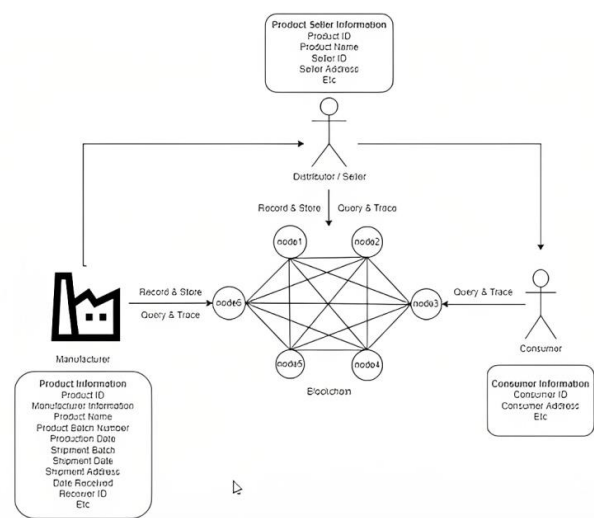 Product Seller Information
Product ID
Product Name
Seller ID
Seller Address
Etc
Distributor / Seller
Record & Store
Query & Trace
node1
node2
node6
node3
node5
node4
Blockchain
Record & Store
Query & Trace
Manufacturer
Query & Trace
Consumer
Product Information
Product ID
Manufacturer Information
Product Name
Product Batch Number
Production Date
Shipment Batch
Shipment Date
Shipment Address
Date Received
Receiver ID
Etc
Consumer Information
Consumer ID
Consumer Address
Etc